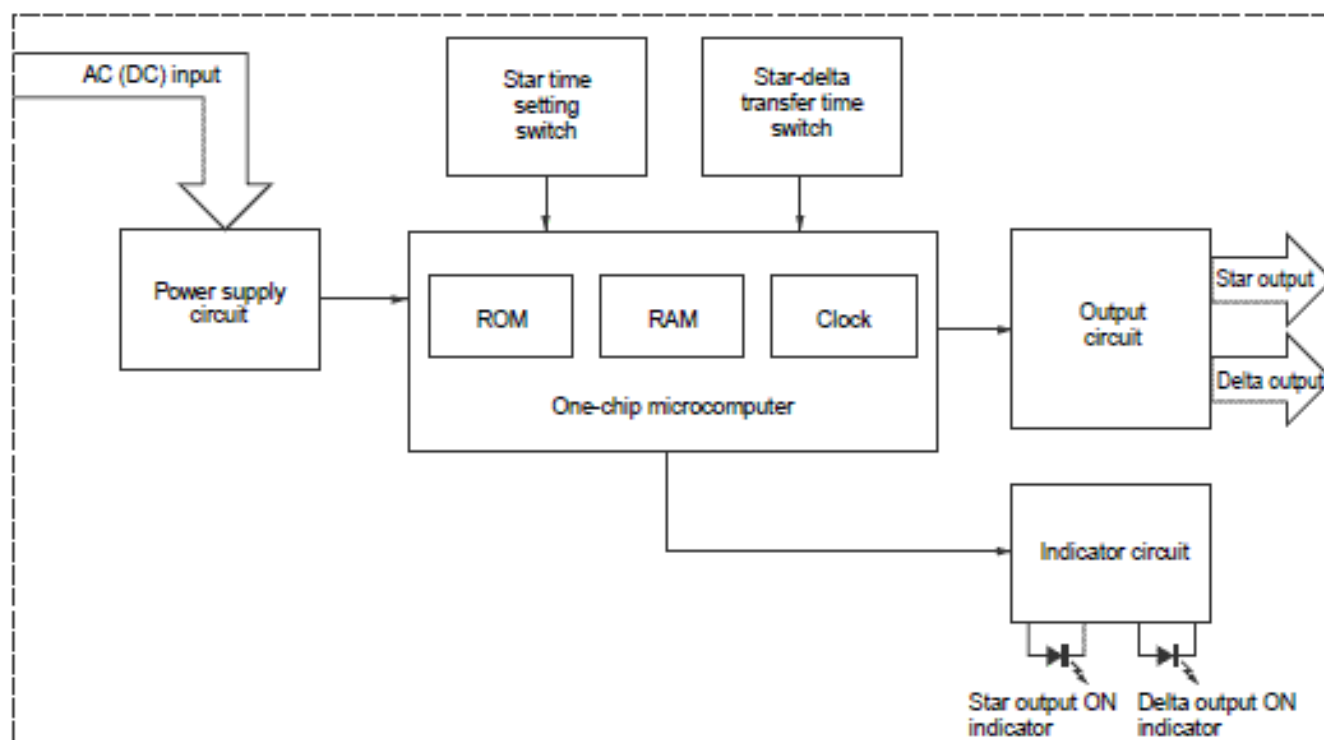 AC (DC) input
Star time
setting
switch
Star-delta
transfer time
switch
Power supply
circuit
ROM
RAM
Clock
One-chip microcomputer
Output
circuit
Star output
Delta output
Indicator circuit
Star output ON
indicator
Delta output ON
indicator